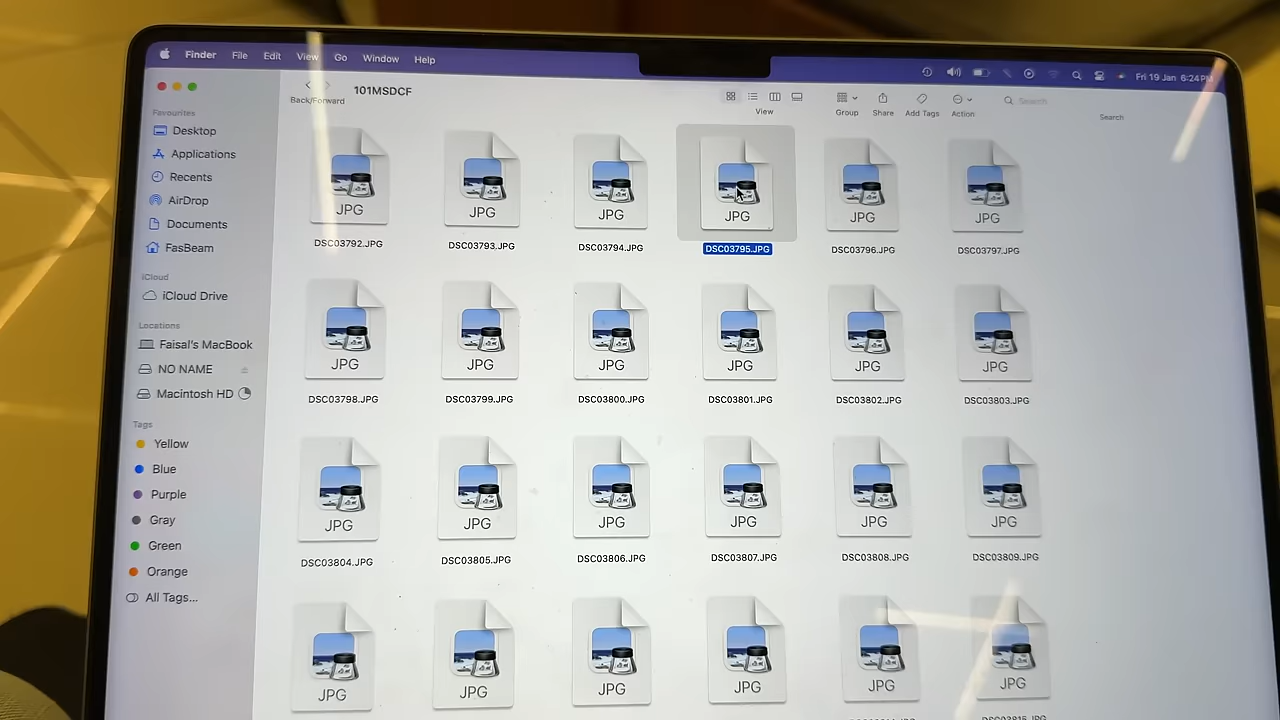 Finder File Edit View Go Window Help
Fri 19 Jan 6:24 PM
101MSDCF
Back/Forward
View
Group
Share
Add Tags
Action
Search
Search
Favourites
Desktop
Applications
Recents
AirDrop
Documents
FasBeam
iCloud
iCloud Drive
Locations
Faisal's MacBook
NO NAME
Macintosh HD
Tags
Yellow
Blue
Purple
Gray
Green
Orange
All Tags...
JPG JPG JPG JPG JPG JPG
DSC03792.JPG DSC03793.JPG DSC03794.JPG DSC03795.JPG DSC03796.JPG DSC03797.JPG
JPG JPG JPG JPG JPG JPG
DSC03798.JPG DSC03799.JPG DSC03800.JPG DSC03801.JPG DSC03802.JPG DSC03803.JPG
JPG JPG JPG JPG JPG JPG
DSC03804.JPG DSC03805.JPG DSC03806.JPG DSC03807.JPG DSC03808.JPG DSC03809.JPG
JPG JPG JPG JPG JPG JPG
DSC03815.JPG